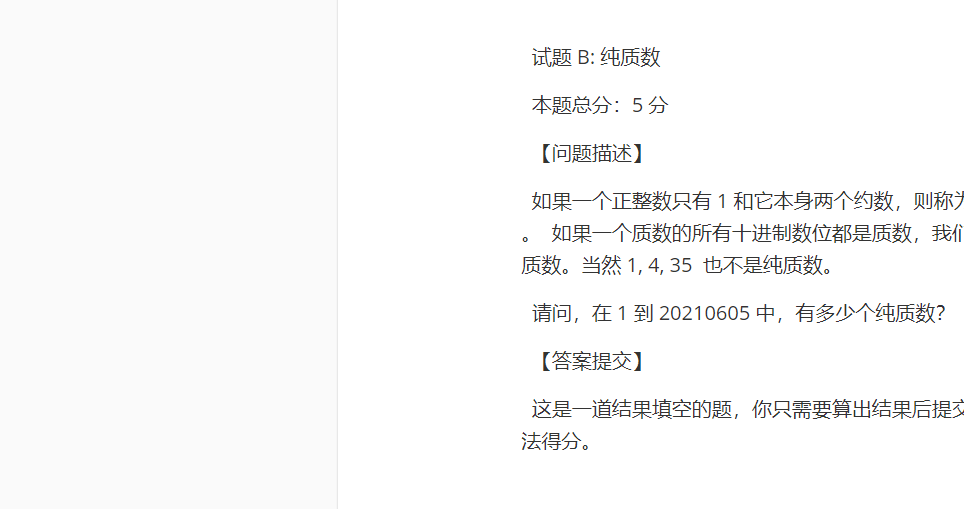 试题 B: 纯质数
本题总分：5 分
【问题描述】
如果一个正整数只有 1 和它本身两个约数，则称
。 如果一个质数的所有十进制数位都是质数，我
质数。当然 1, 4, 35 也不是纯质数。
请问，在 1 到 20210605 中，有多少个纯质数？
【答案提交】
这是一道结果填空的题，你只需要算出结果后提
法得分。